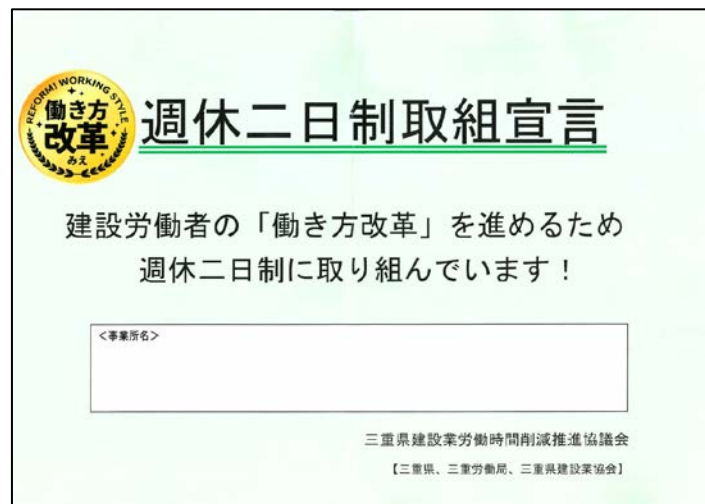 REFORM! WORKING STYLE
働き方
改革
みえ
週休二日制取組宣言
建設労働者の「働き方改革」を進めるため
週休二日制に取り組んでいます！
＜事業所名＞
三重県建設業労働時間削減推進協議会
【三重県、三重労働局、三重県建設業協会】